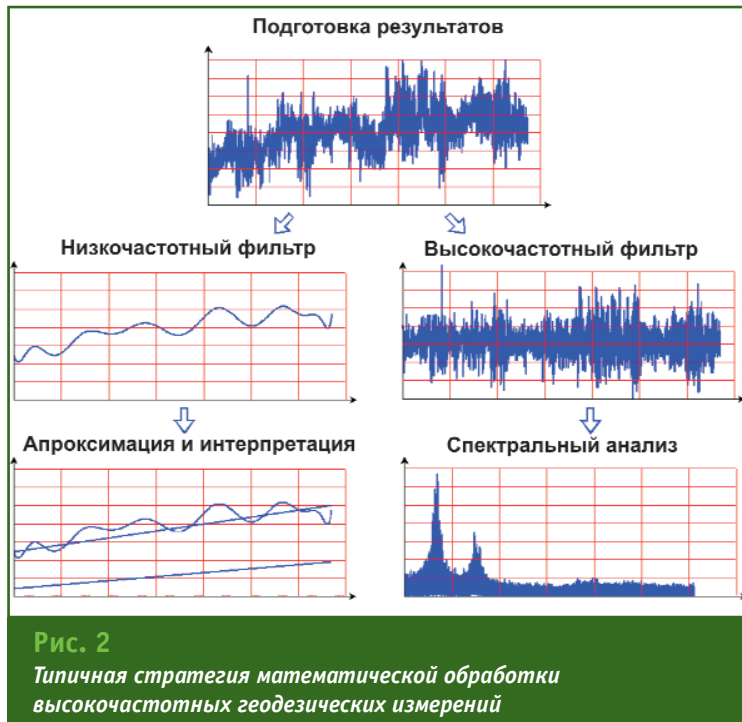 Подготовка результатов
Низкочастотный фильтр
Высокочастотный фильтр
Апроксимация и интерпретация
Спектральный анализ
Рис. 2
Типичная стратегия математической обработки
высокочастотных геодезических измерений